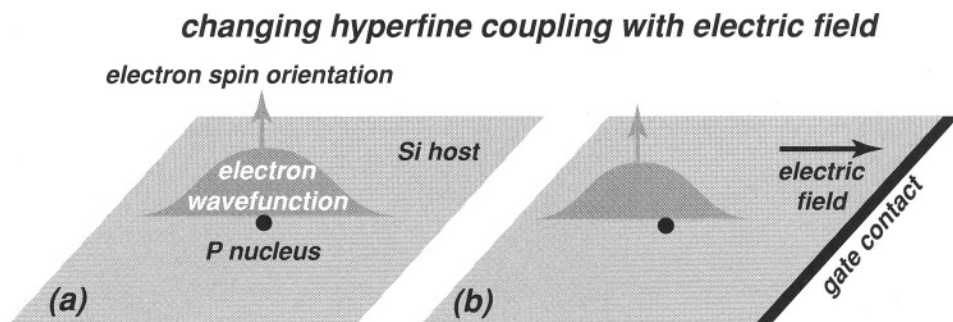 changing hyperfine coupling with electric field
electron spin orientation
Si host
electron
wavefunction
P nucleus
(a)
electric
field
gate contact
(b)